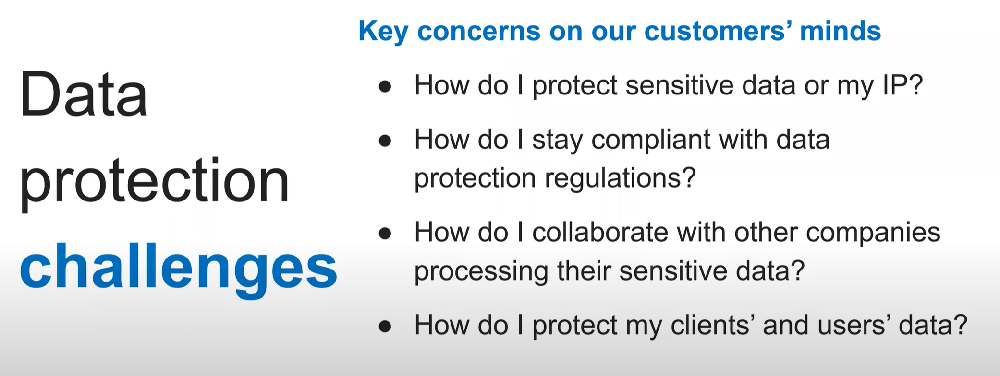 Data
protection
challenges
Key concerns on our customers’ minds
● How do I protect sensitive data or my IP?
● How do I stay compliant with data
protection regulations?
● How do I collaborate with other companies
processing their sensitive data?
● How do I protect my clients’ and users’ data?